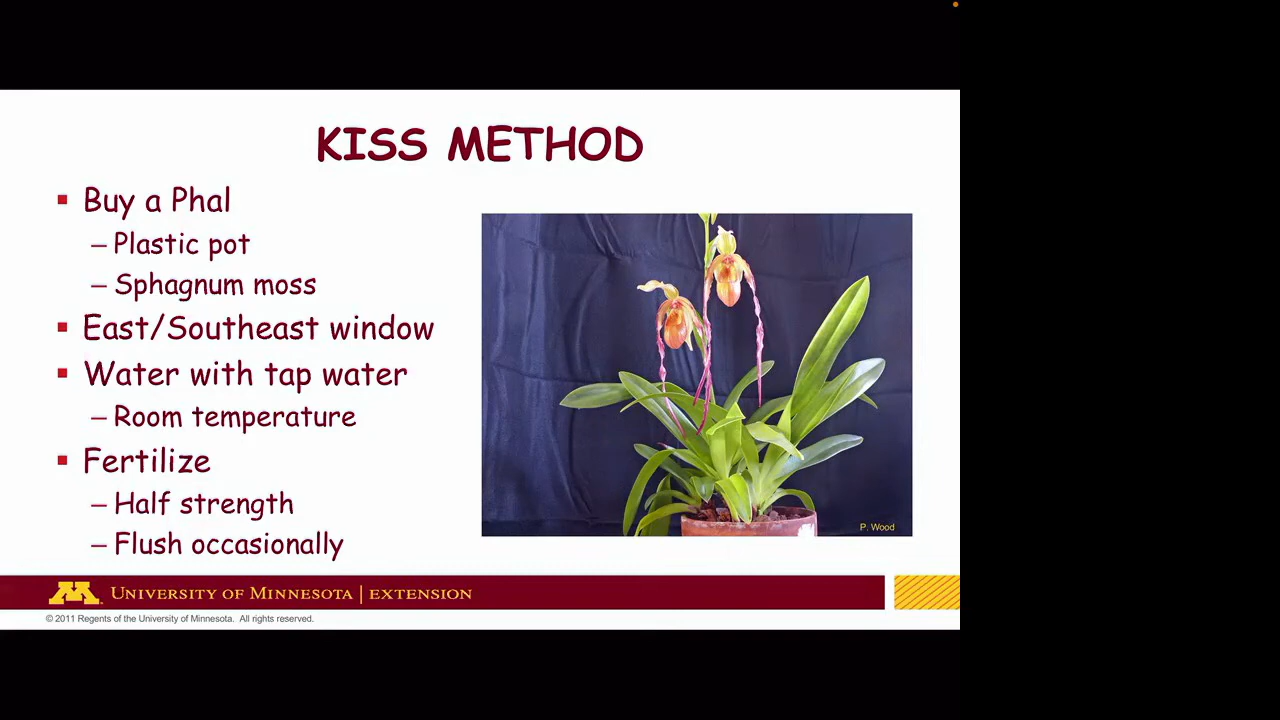 KISS METHOD
▪ Buy a Phal
– Plastic pot
– Sphagnum moss
▪ East/Southeast window
▪ Water with tap water
– Room temperature
▪ Fertilize
– Half strength
– Flush occasionally
P. Wood
M UNIVERSITY OF MINNESOTA | EXTENSION
© 2011 Regents of the University of Minnesota. All rights reserved.